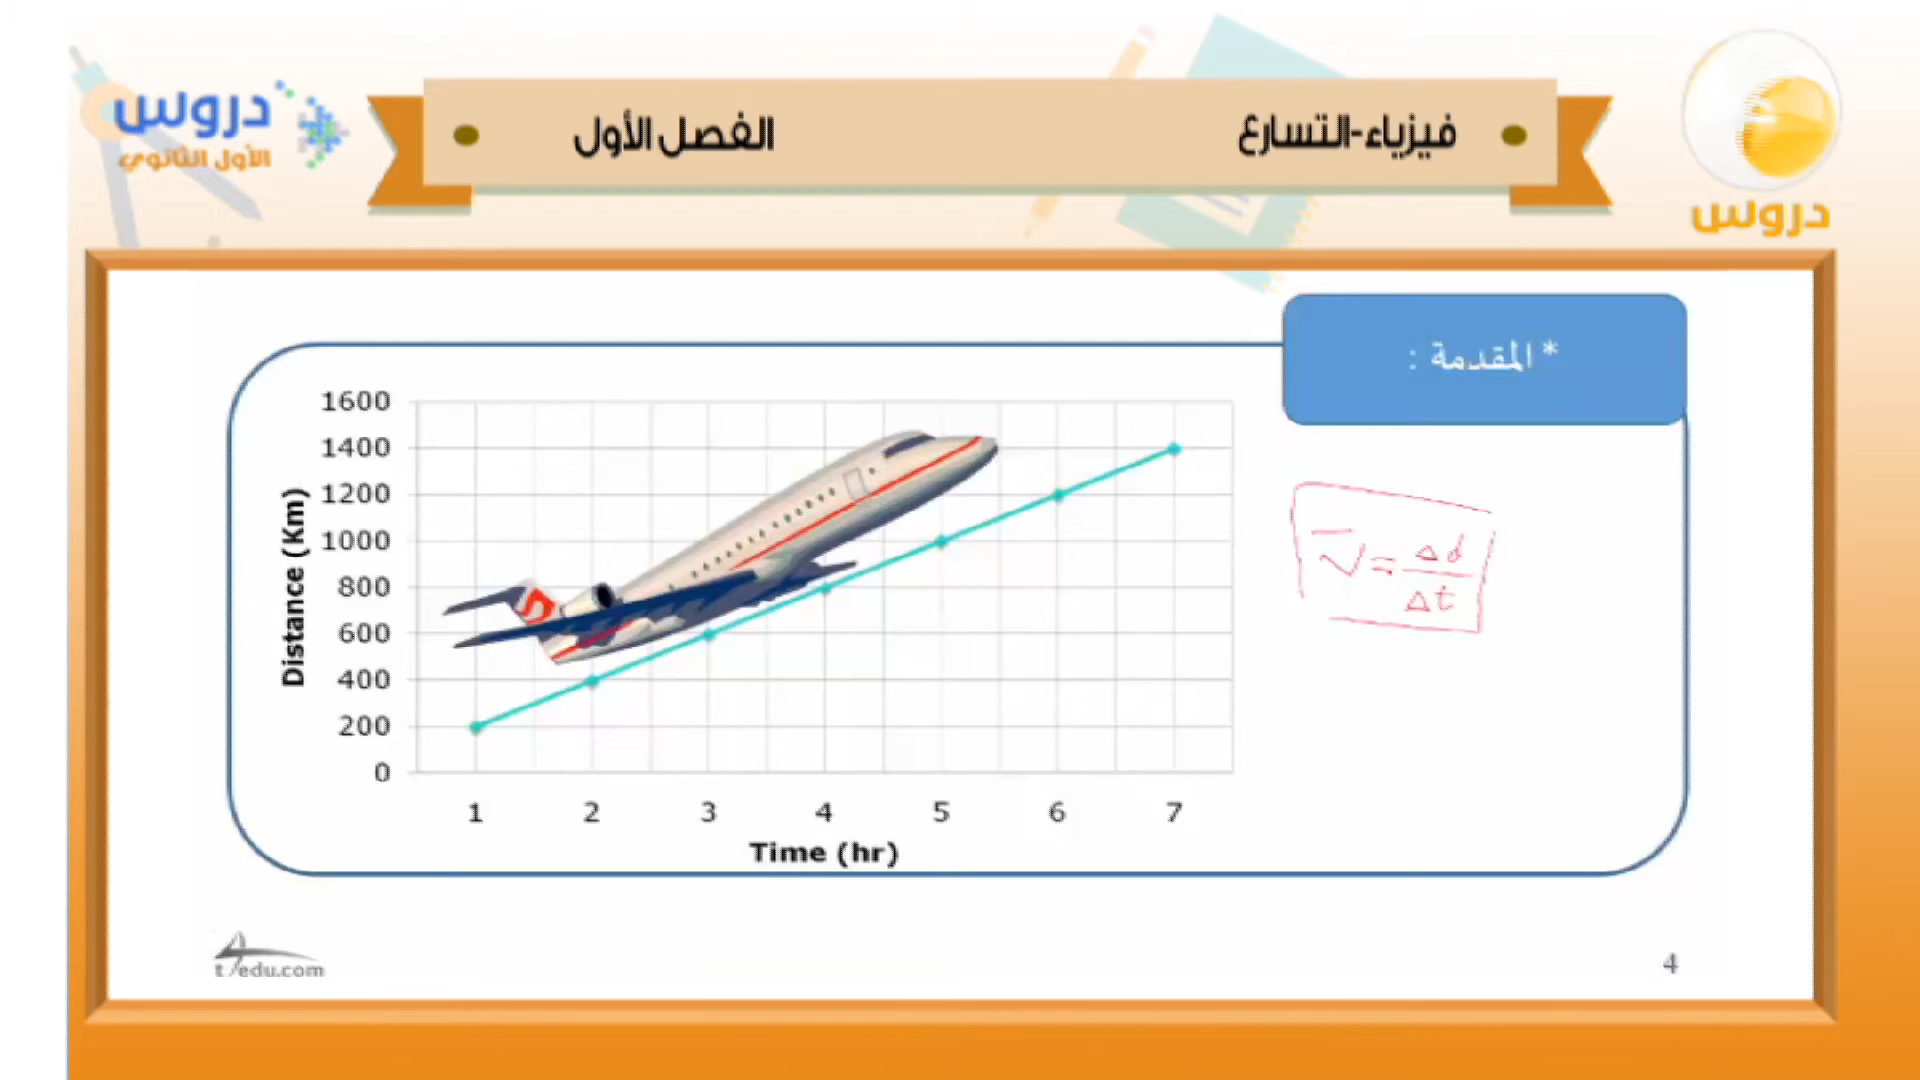 دروس
الأول الثانوي
فيزياء-التسارع
الفصل الأول
دروس
* المقدمة :
1600
1400
1200
1000
800
600
400
200
0
Distance (Km)
1 2 3 4 5 6 7
Time (hr)
V̅ = Δd
Δt
t4edu.com
4